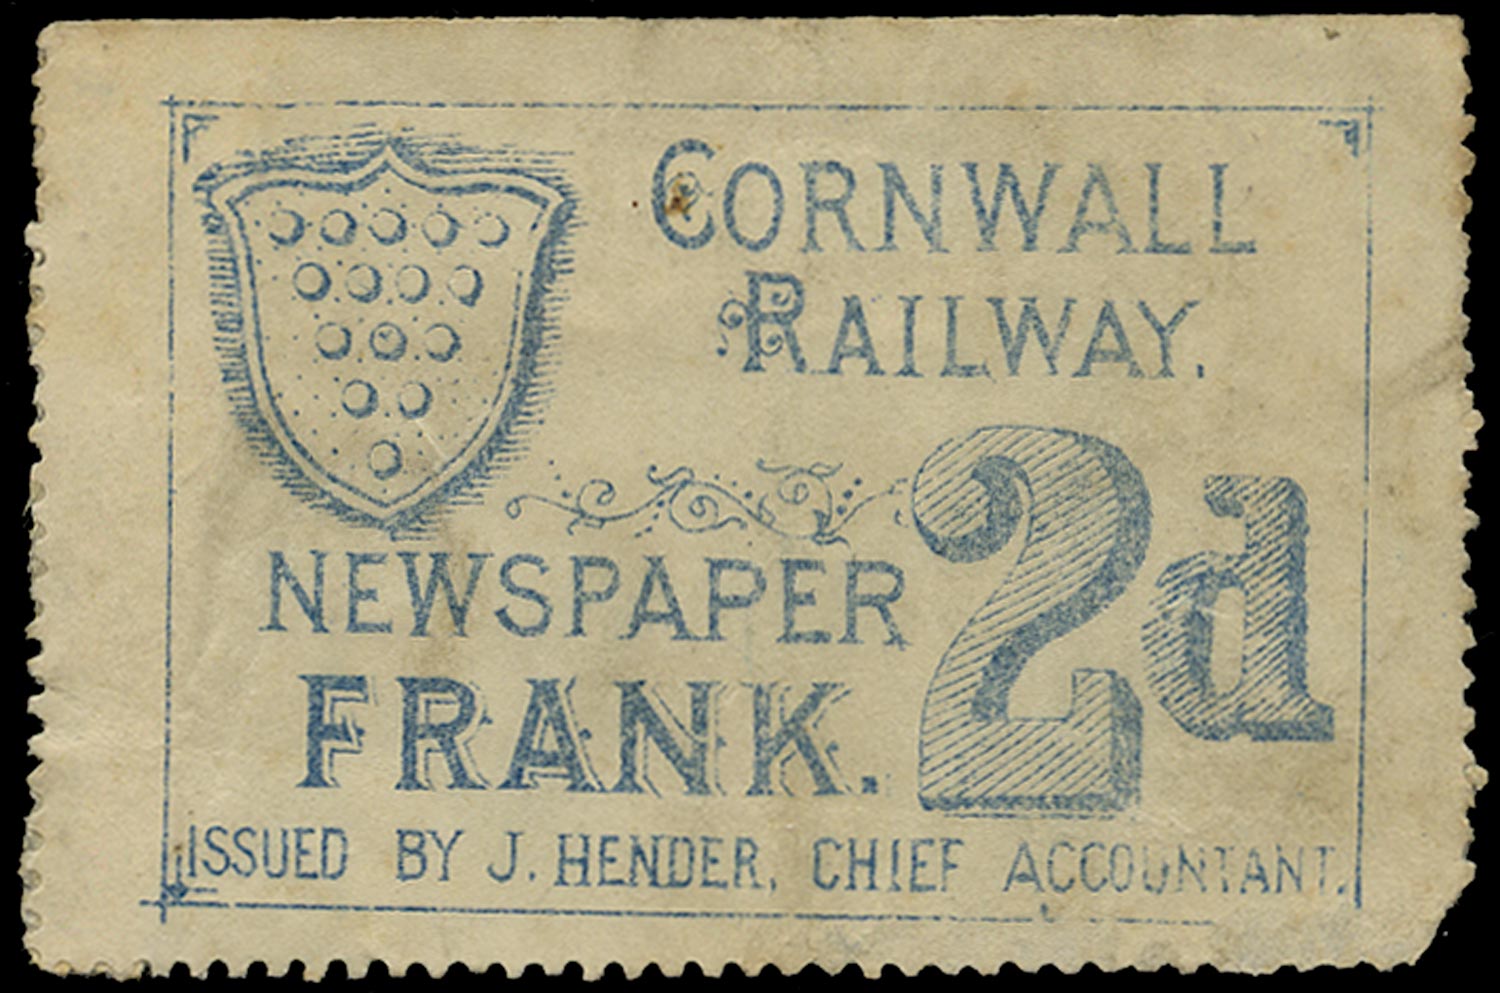 CORNWALL
RAILWAY.
2d
NEWSPAPER
FRANK.
ISSUED BY J. HENDER, CHIEF ACCOUNTANT.